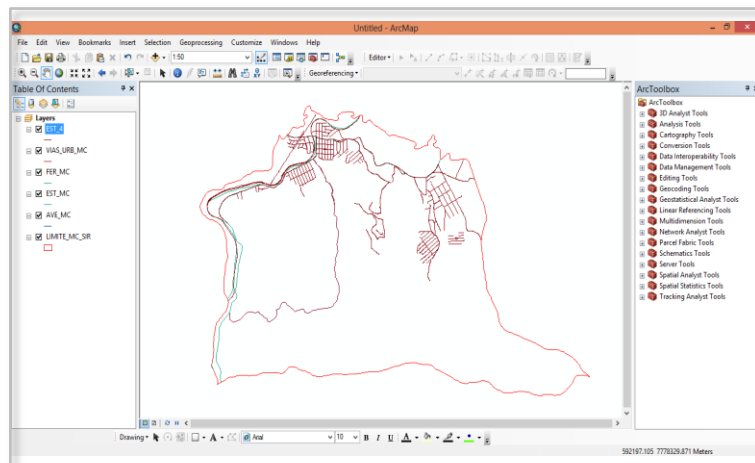 Untitled - ArcMap
File Edit View Bookmarks Insert Selection Geoprocessing Customize Windows Help
1:50
Editor
Georeferencing
Table Of Contents
Layers
EST_4
VIAS_URB_MC
FER_MC
EST_MC
AVE_MC
LIMITE_MC_SIR
ArcToolbox
ArcToolbox
3D Analyst Tools
Analysis Tools
Cartography Tools
Conversion Tools
Data Interoperability Tools
Data Management Tools
Editing Tools
Geocoding Tools
Geostatistical Analyst Tools
Linear Referencing Tools
Multidimension Tools
Network Analyst Tools
Parcel Fabric Tools
Schematics Tools
Server Tools
Spatial Analyst Tools
Spatial Statistics Tools
Tracking Analyst Tools
Drawing A Arial 10 B I U A
592197.105 7778329.871 Meters